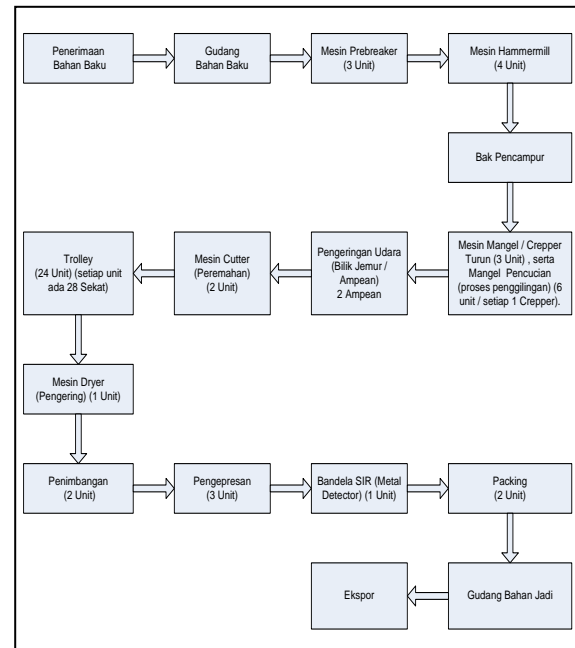 Penerimaan
Bahan Baku
Gudang
Bahan Baku
Mesin Prebreaker
(3 Unit)
Mesin Hammermill
(4 Unit)
Bak Pencampur
Mesin Mangel / Crepper
Turun (3 Unit) , serta
Mangel Pencucian
(proses penggilingan) (6
unit / setiap 1 Crepper).
Pengeringan Udara
(Bilik Jemur /
Ampean)
2 Ampean
Mesin Cutter
(Peremahan)
(2 Unit)
Trolley
(24 Unit) (setiap unit
ada 28 Sekat)
Mesin Dryer
(Pengering) (1 Unit)
Penimbangan
(2 Unit)
Pengepresan
(3 Unit)
Bandela SIR (Metal
Detector) (1 Unit)
Packing
(2 Unit)
Gudang Bahan Jadi
Ekspor